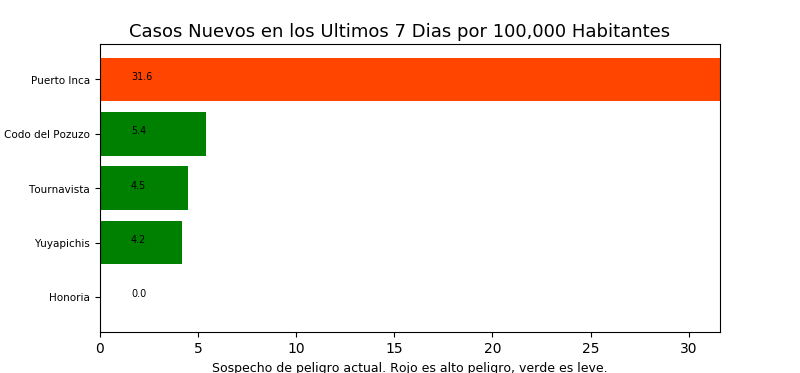 Casos Nuevos en los Ultimos 7 Dias por 100,000 Habitantes
Puerto Inca 31.6
Codo del Pozuzo 5.4
Tournavista 4.5
Yuyapichis 4.2
Honoria 0.0
0 5 10 15 20 25 30
Sospecho de peligro actual. Rojo es alto peligro, verde es leve.